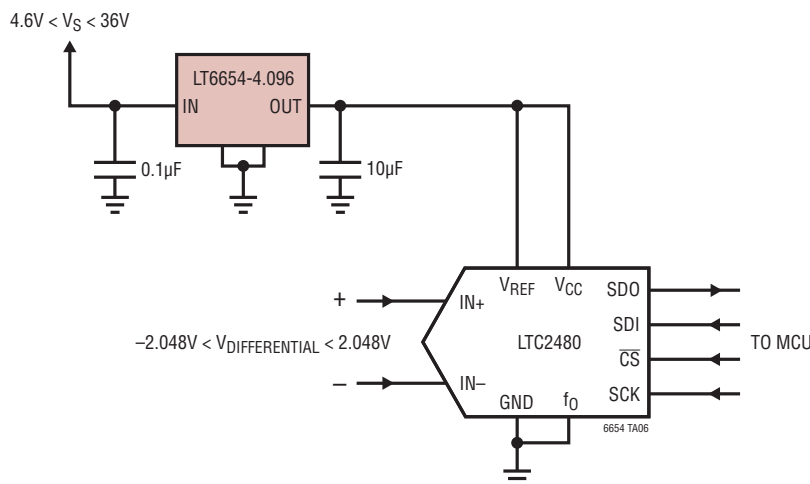 4.6V < VS < 36V
LT6654-4.096
IN OUT
0.1µF
10µF
VREF VCC SDO
+ IN+
SDI
–2.048V < VDIFFERENTIAL < 2.048V
LTC2480
TO MCU
CS
– IN–
SCK
GND fO
6654 TA06